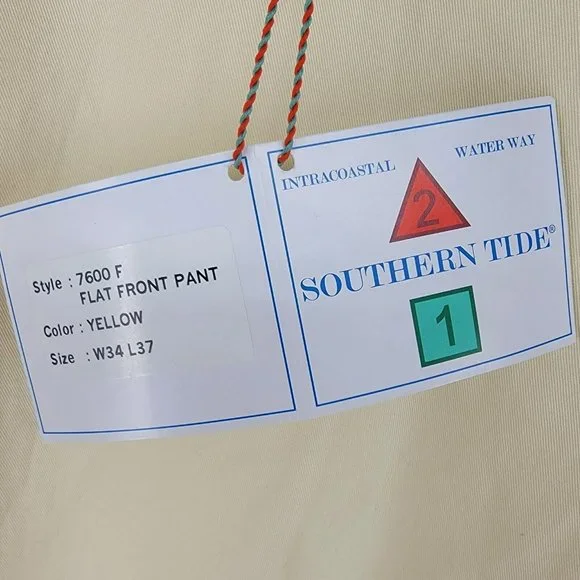 Style : 7600 F
FLAT FRONT PANT
Color : YELLOW
Size : W34 L37
INTRACOASTAL WATER WAY
2
SOUTHERN TIDE®
1